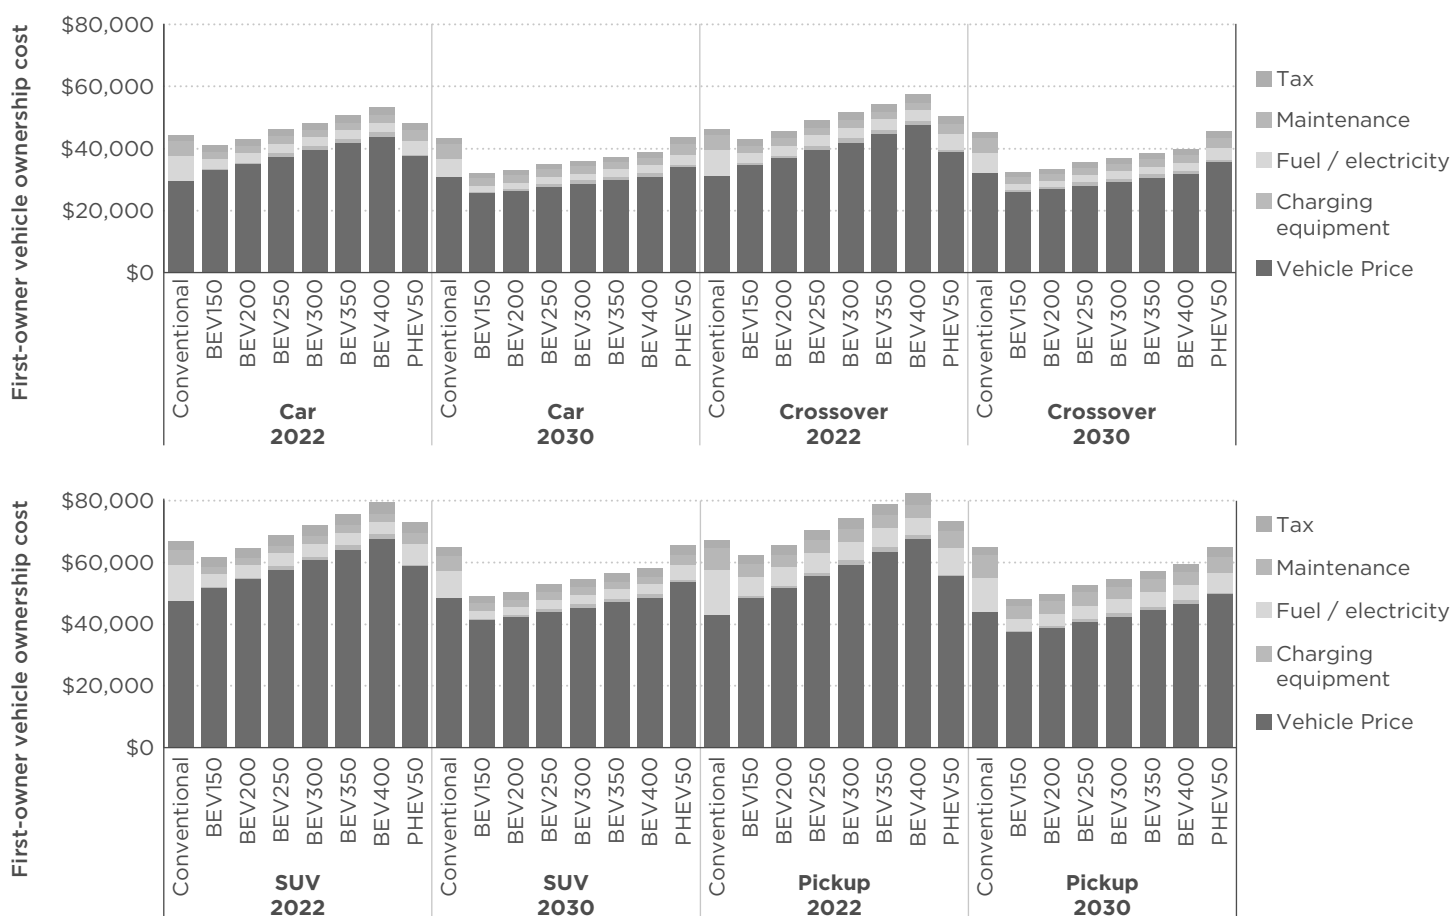 First-owner vehicle ownership cost
$80,000
$60,000
$40,000
$20,000
$0
Conventional
BEV150
BEV200
BEV250
BEV300
BEV350
BEV400
PHEV50
Conventional
BEV150
BEV200
BEV250
BEV300
BEV350
BEV400
PHEV50
Conventional
BEV150
BEV200
BEV250
BEV300
BEV350
BEV400
PHEV50
Conventional
BEV150
BEV200
BEV250
BEV300
BEV350
BEV400
PHEV50
Car
2022
Car
2030
Crossover
2022
Crossover
2030
Tax
Maintenance
Fuel / electricity
Charging
equipment
Vehicle Price
First-owner vehicle ownership cost
$80,000
$60,000
$40,000
$20,000
$0
Conventional
BEV150
BEV200
BEV250
BEV300
BEV350
BEV400
PHEV50
Conventional
BEV150
BEV200
BEV250
BEV300
BEV350
BEV400
PHEV50
Conventional
BEV150
BEV200
BEV250
BEV300
BEV350
BEV400
PHEV50
Conventional
BEV150
BEV200
BEV250
BEV300
BEV350
BEV400
PHEV50
SUV
2022
SUV
2030
Pickup
2022
Pickup
2030
Tax
Maintenance
Fuel / electricity
Charging
equipment
Vehicle Price